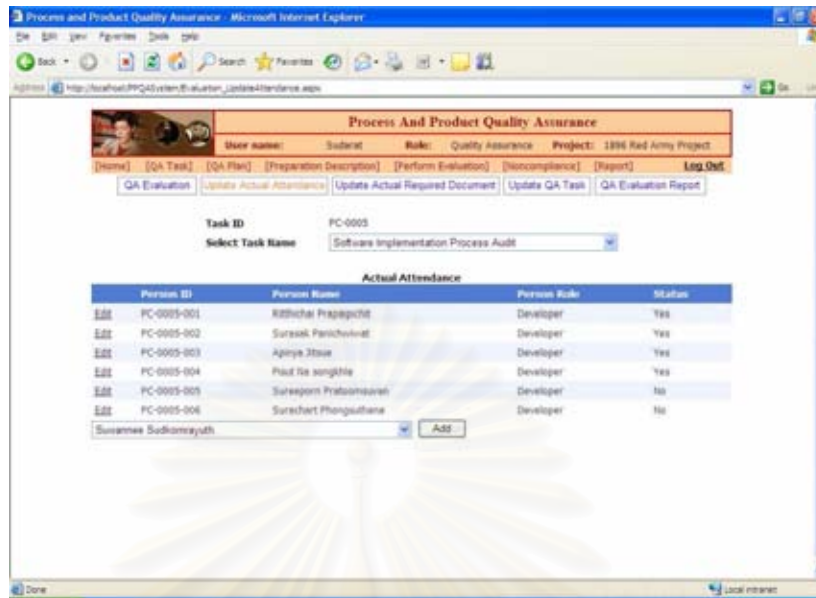 Process and Product Quality Assurance - Microsoft Internet Explorer
File Edit View Favorites Tools Help
Back Search Favorites
Address http://localhost/PPQASystem/Evaluation_UpdateAttendance.aspx Go
Process And Product Quality Assurance
User name: Sudarat Role: Quality Assurance Project: 1896 Red Army Project
[Home] [QA Task] [QA Plan] [Preparation Description] [Perform Evaluation] [Noncompliance] [Report] Log Out
QA Evaluation Update Actual Attendance Update Actual Required Document Update QA Task QA Evaluation Report
Task ID PC-0005
Select Task Name Software Implementation Process Audit
Actual Attendance
Person ID Person Name Person Role Status
Edit PC-0005-001 Developer Yes
Edit PC-0005-002 Surasak Developer Yes
Edit PC-0005-003 Apinya Developer Yes
Edit PC-0005-004 Na songkhla Developer Yes
Edit PC-0005-005 Sureeporn Developer No
Edit PC-0005-006 Surachart Phongsuthana Developer No
Suwannee Sudkomrayuth Add
Done Local intranet